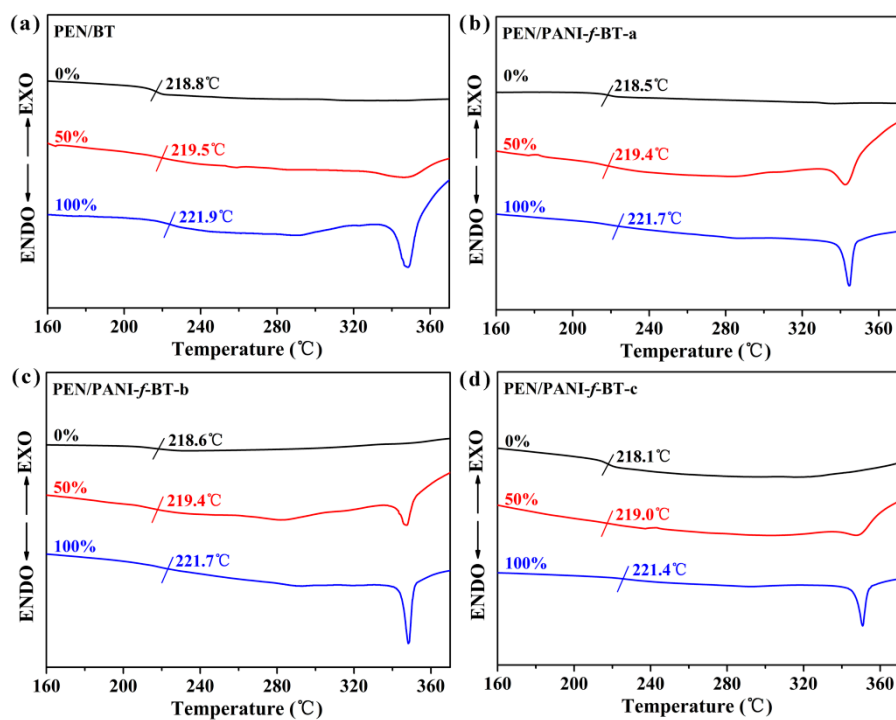 (a)
PEN/BT
0%
218.8℃
50%
219.5℃
100%
221.9℃
ENDO
EXO
160 200 240 280 320 360
Temperature (℃)
(b)
PEN/PANI-f-BT-a
0%
218.5℃
50%
219.4℃
100%
221.7℃
ENDO
EXO
160 200 240 280 320 360
Temperature (℃)
(c)
PEN/PANI-f-BT-b
0%
218.6℃
50%
219.4℃
100%
221.7℃
ENDO
EXO
160 200 240 280 320 360
Temperature (℃)
(d)
PEN/PANI-f-BT-c
0%
218.1℃
50%
219.0℃
100%
221.4℃
ENDO
EXO
160 200 240 280 320 360
Temperature (℃)